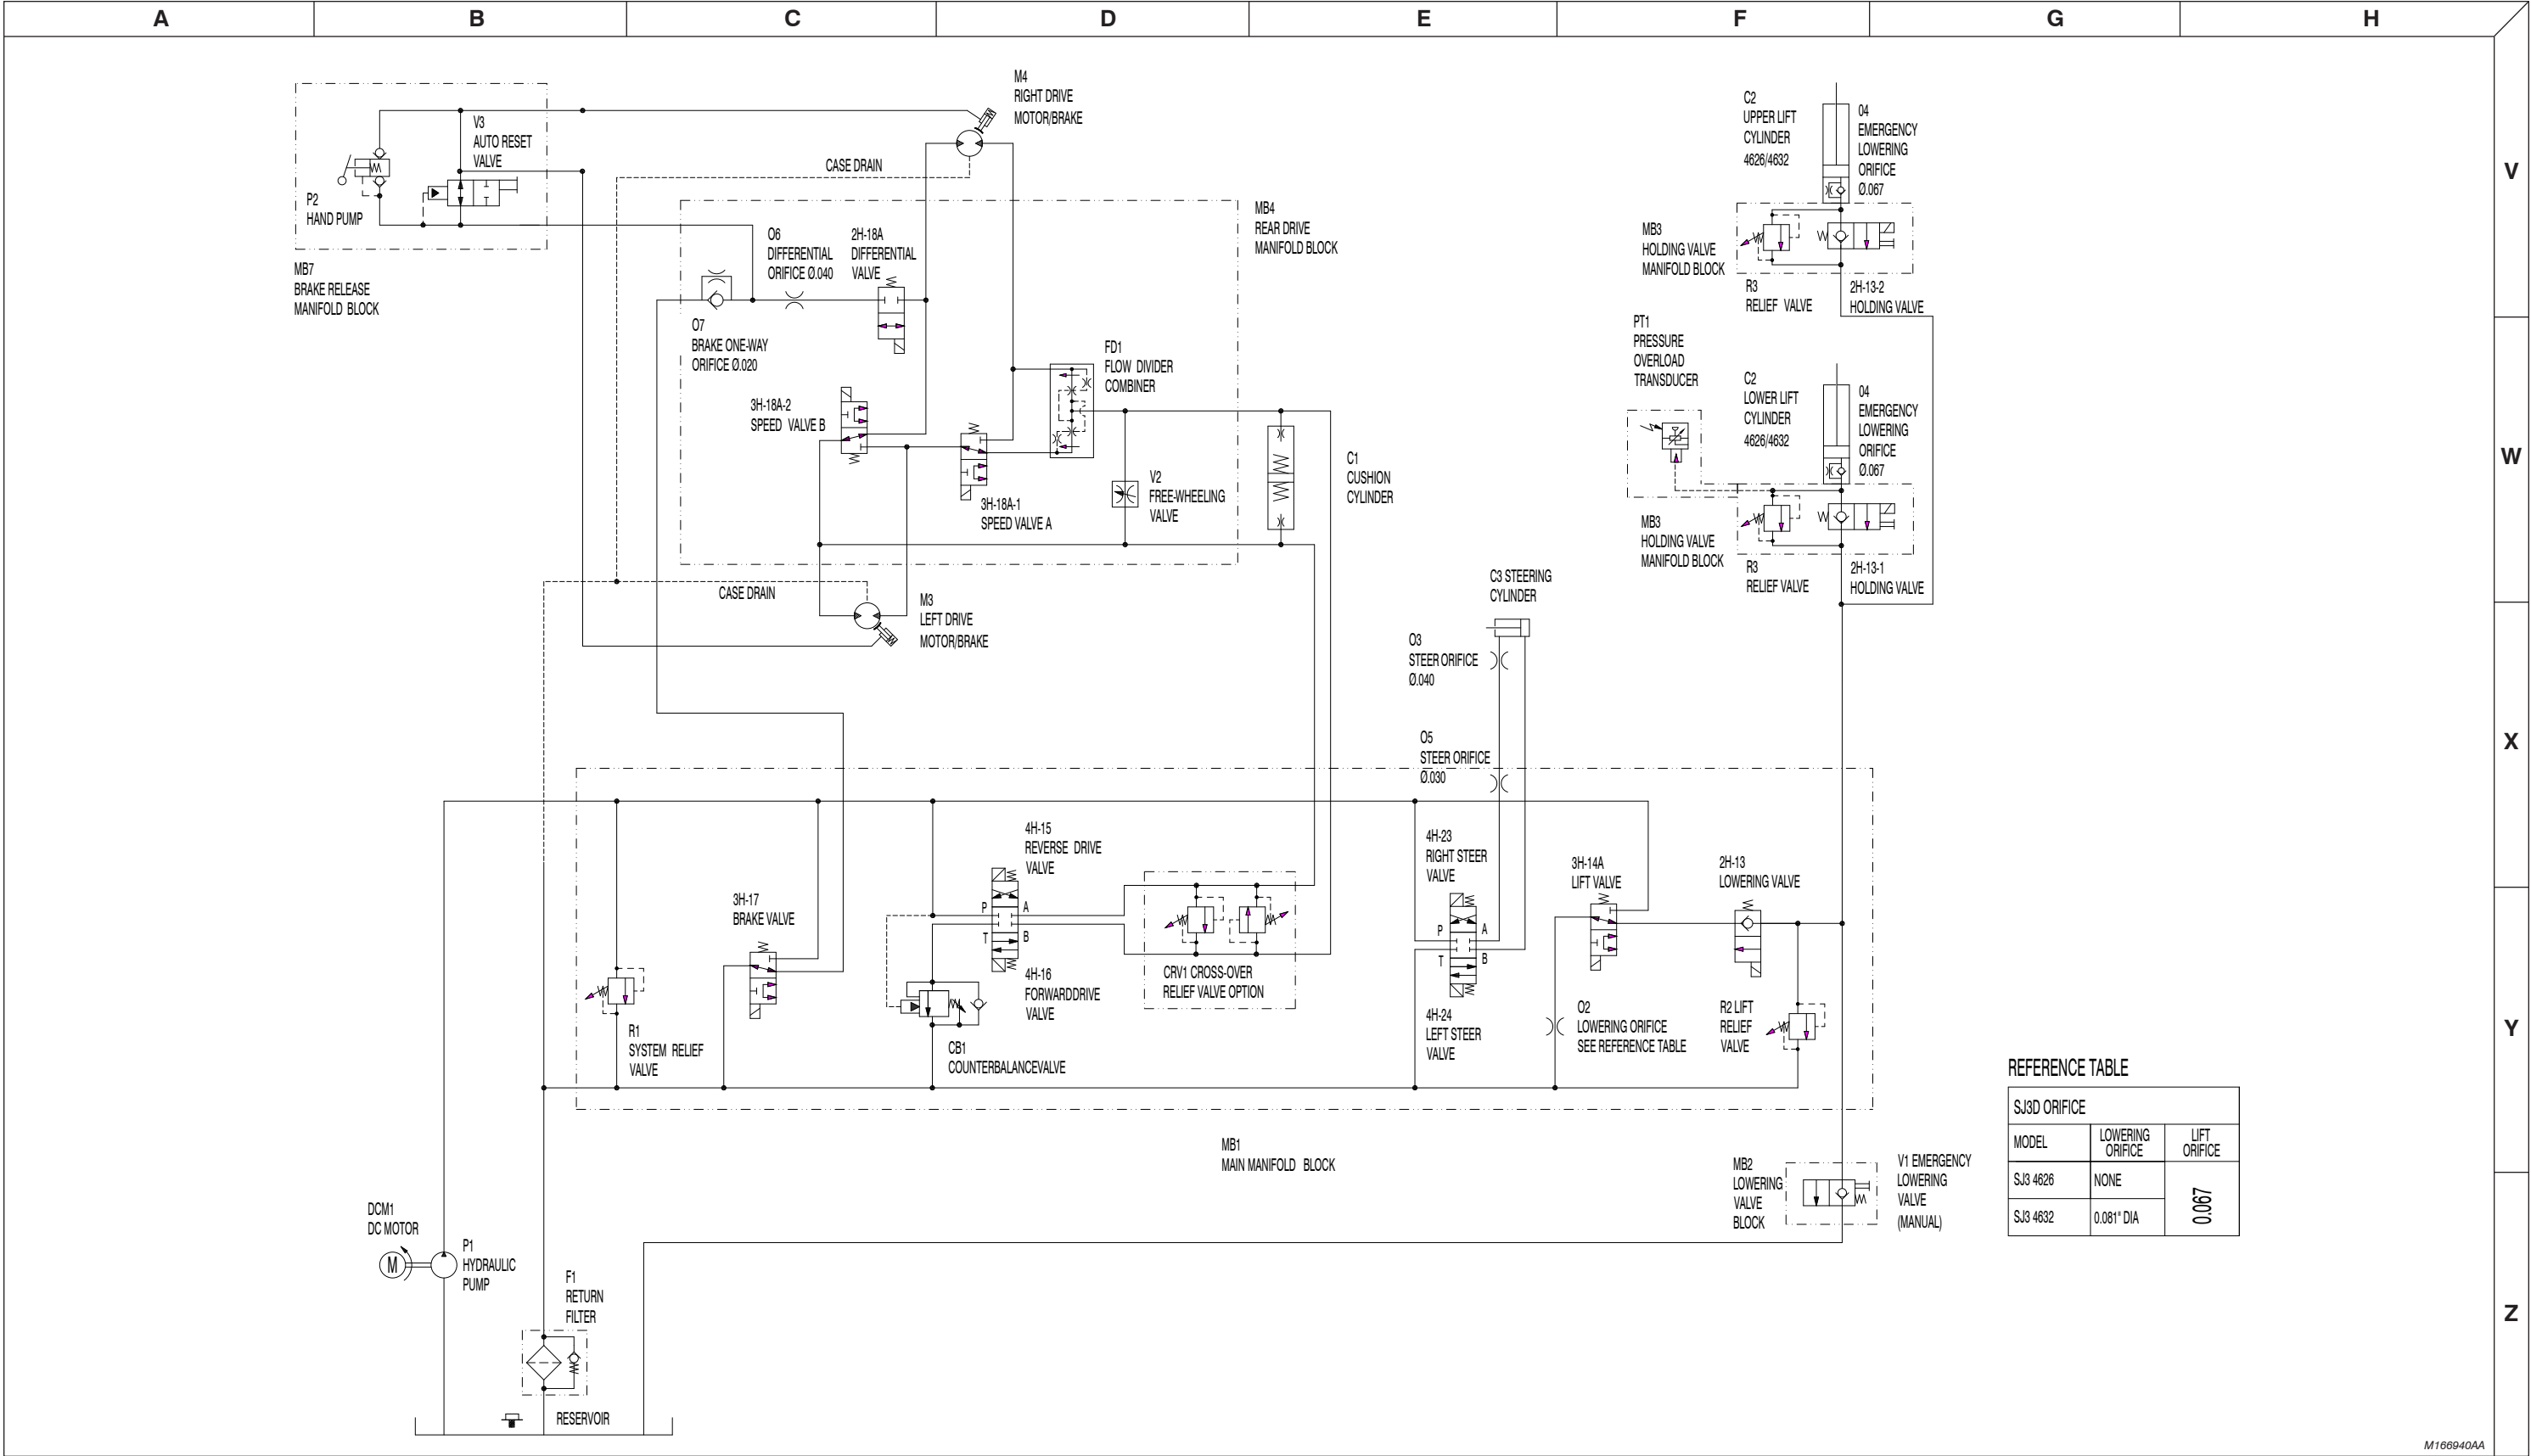 A
B
C
D
E
F
G
H
V
W
X
Y
Z
M4
RIGHT DRIVE
MOTOR/BRAKE
V3
AUTO RESET
VALVE
P2
HAND PUMP
MB7
BRAKE RELEASE
MANIFOLD BLOCK
CASE DRAIN
MB4
REAR DRIVE
MANIFOLD BLOCK
O6
DIFFERENTIAL
ORIFICE Ø.040
2H-18A
DIFFERENTIAL
VALVE
O7
BRAKE ONE-WAY
ORIFICE Ø.020
3H-18A-2
SPEED VALVE B
FD1
FLOW DIVIDER
COMBINER
3H-18A-1
SPEED VALVE A
V2
FREE-WHEELING
VALVE
C1
CUSHION
CYLINDER
CASE DRAIN
M3
LEFT DRIVE
MOTOR/BRAKE
C2
UPPER LIFT
CYLINDER
4626/4632
04
EMERGENCY
LOWERING
ORIFICE
Ø.067
MB3
HOLDING VALVE
MANIFOLD BLOCK
R3
RELIEF VALVE
2H-13-2
HOLDING VALVE
PT1
PRESSURE
OVERLOAD
TRANSDUCER
C2
LOWER LIFT
CYLINDER
4626/4632
04
EMERGENCY
LOWERING
ORIFICE
Ø.067
MB3
HOLDING VALVE
MANIFOLD BLOCK
R3
RELIEF VALVE
2H-13-1
HOLDING VALVE
C3 STEERING
CYLINDER
O3
STEER ORIFICE
Ø.040
O5
STEER ORIFICE
Ø.030
4H-15
REVERSE DRIVE
VALVE
P
A
T
B
4H-16
FORWARDDRIVE
VALVE
3H-17
BRAKE VALVE
R1
SYSTEM RELIEF
VALVE
CB1
COUNTERBALANCEVALVE
CRV1 CROSS-OVER
RELIEF VALVE OPTION
4H-23
RIGHT STEER
VALVE
P
A
T
B
4H-24
LEFT STEER
VALVE
3H-14A
LIFT VALVE
2H-13
LOWERING VALVE
O2
LOWERING ORIFICE
SEE REFERENCE TABLE
R2 LIFT
RELIEF
VALVE
MB1
MAIN MANIFOLD BLOCK
MB2
LOWERING
VALVE
BLOCK
V1 EMERGENCY
LOWERING
VALVE
(MANUAL)
DCM1
DC MOTOR
M
P1
HYDRAULIC
PUMP
F1
RETURN
FILTER
RESERVOIR
REFERENCE TABLE
SJ3D ORIFICE
MODEL
LOWERING
ORIFICE
LIFT
ORIFICE
SJ3 4626
NONE
SJ3 4632
0.081" DIA
0.067
M166940AA